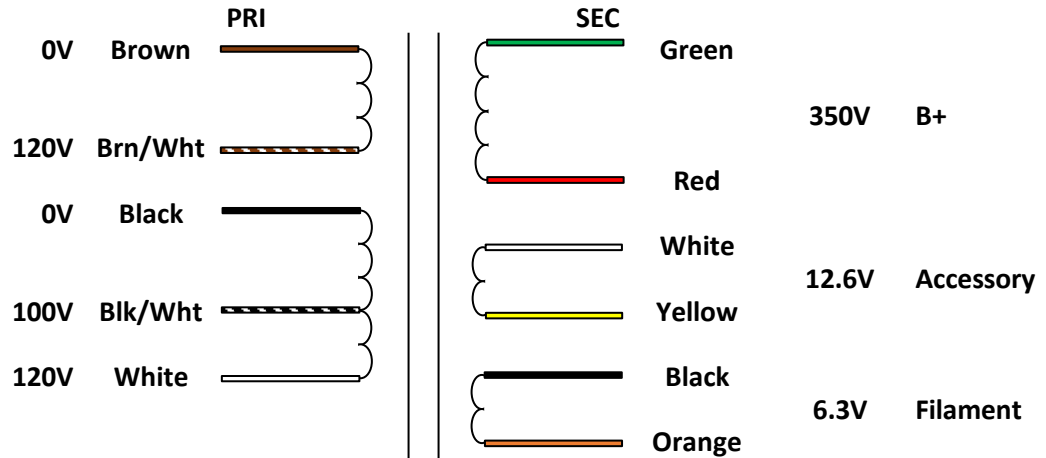 PRI SEC
0V Brown
120V Brn/Wht
0V Black
100V Blk/Wht
120V White
Green
350V B+
Red
White
12.6V Accessory
Yellow
Black
6.3V Filament
Orange